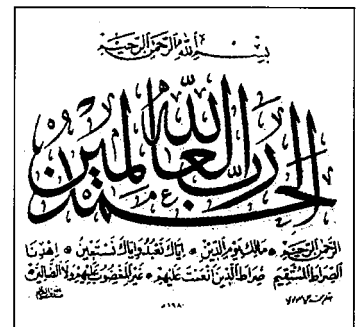 بسم الله الرحمن الرحيم
الحمد لله رب العالمين
الرحمن الرحيم * مالك يوم الدين * إياك نعبد وإياك نستعين * اهدنا
الصراط المستقيم صراط الذين أنعمت عليهم * غير المغضوب عليهم ولا الضالين
١٩٨٠م